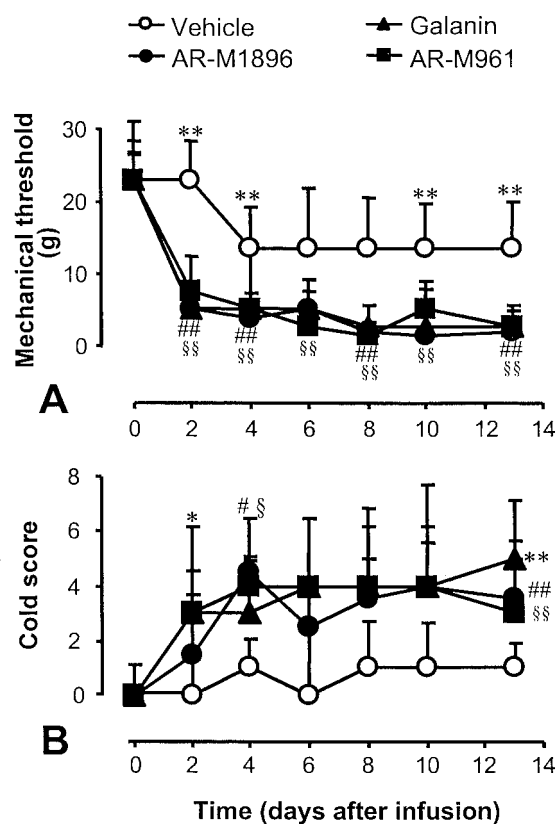 Vehicle
Galanin
AR-M1896
AR-M961
Mechanical threshold
(g)
30
20
10
0
**
**
**
**
##
§§
##
§§
§§
##
§§
§§
##
§§
A
0 2 4 6 8 10 12 14
Cold score
8
6
4
2
0
*
# §
**
##
§§
B
0 2 4 6 8 10 12 14
Time (days after infusion)